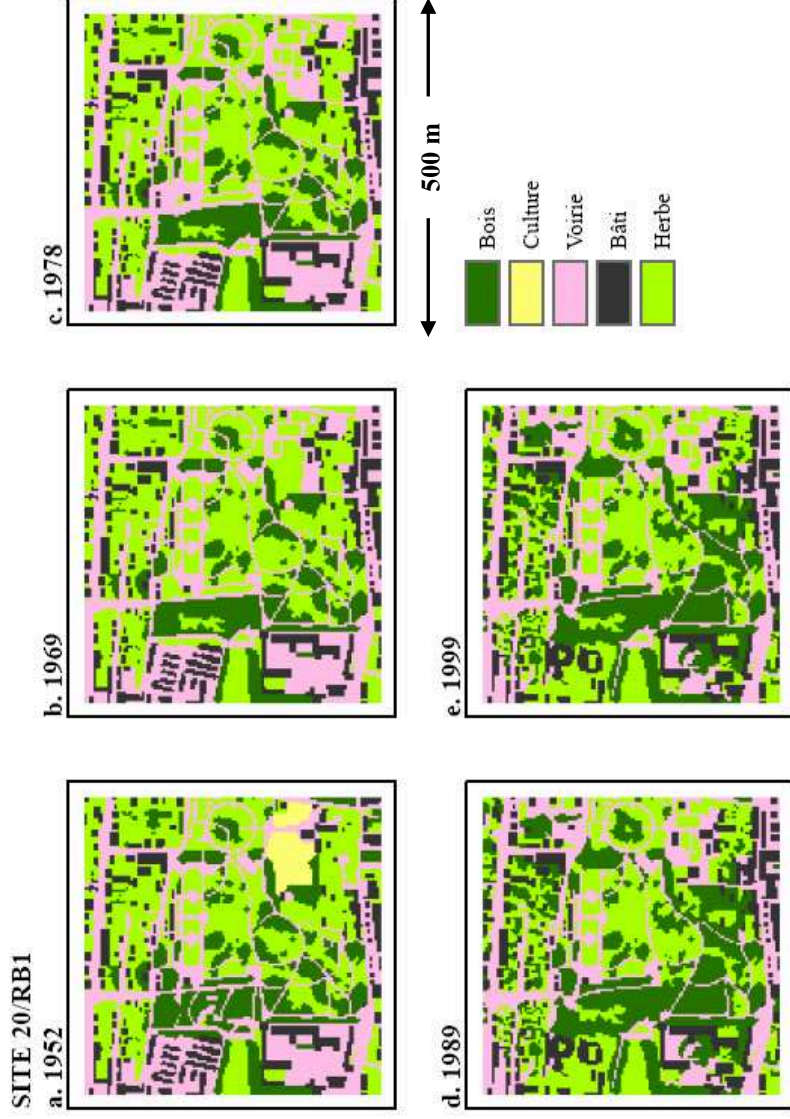 SITE 20/RB1
a. 1952
b. 1969
c. 1978
d. 1989
e. 1999
500 m
Bois
Culture
Voirie
Bâti
Herbe